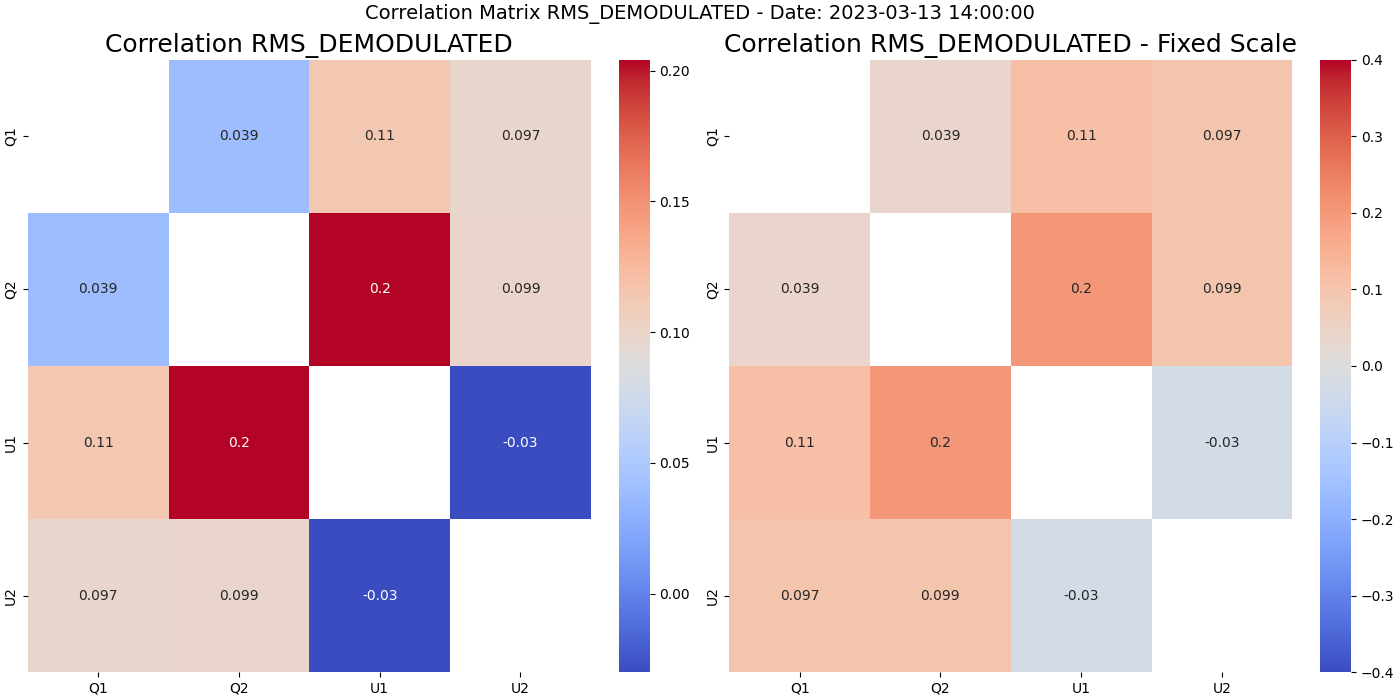 Correlation Matrix RMS_DEMODULATED - Date: 2023-03-13 14:00:00
Correlation RMS_DEMODULATED
Q1
0.039
0.11
0.097
Q2
0.039
0.2
0.099
U1
0.11
0.2
-0.03
U2
0.097
0.099
-0.03
Q1
Q2
U1
U2
0.20
0.15
0.10
0.05
0.00
Correlation RMS_DEMODULATED - Fixed Scale
Q1
0.039
0.11
0.097
Q2
0.039
0.2
0.099
U1
0.11
0.2
-0.03
U2
0.097
0.099
-0.03
Q1
Q2
U1
U2
0.4
0.3
0.2
0.1
0.0
−0.1
−0.2
−0.3
−0.4